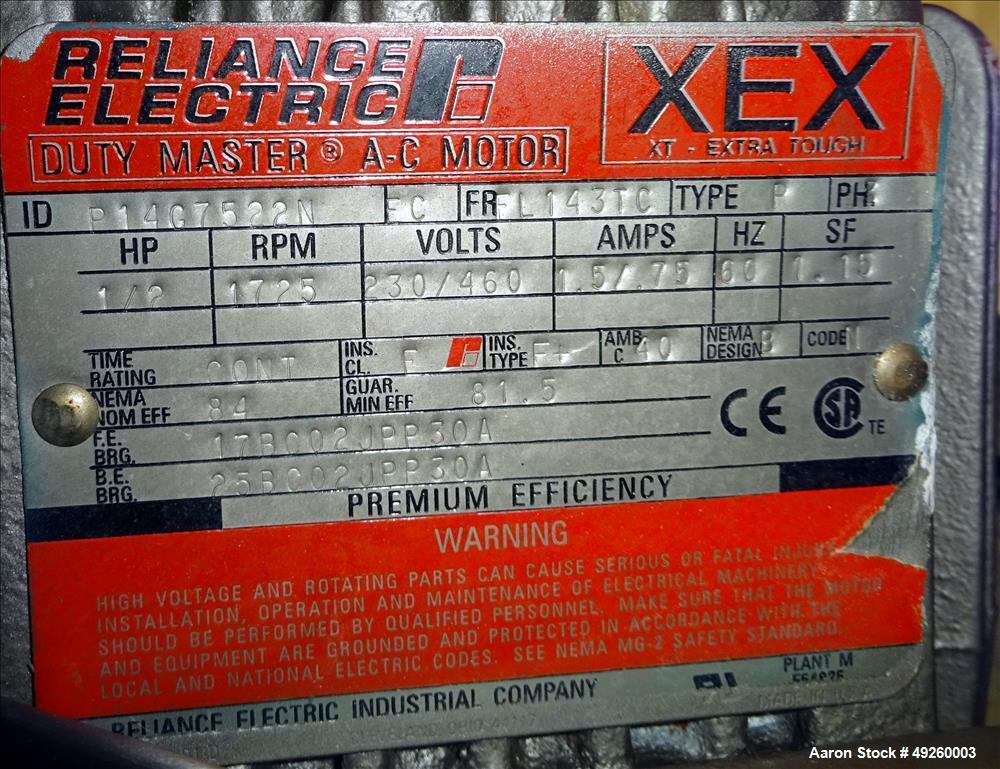 RELIANCE
ELECTRIC
XEX
XT - EXTRA TOUGH
DUTY MASTER® A-C MOTOR
ID P14G7522N FC FR FL143TC TYPE P PH.
HP RPM VOLTS AMPS HZ SF
1/2 1725 230/460 1.5/.75 60 1.15
TIME RATING CONT INS. CL. F INS. TYPE F+ AMB C 40 NEMA DESIGN B CODE N
NEMA NOM EFF 84 GUAR. MIN EFF 81.5
F.E. BRG. 17BC02JPP30A
B.E. BRG. 25BC02JPP30A
CE SA TE
PREMIUM EFFICIENCY
WARNING
HIGH VOLTAGE AND ROTATING PARTS CAN CAUSE SERIOUS OR FATAL INJURY
INSTALLATION, OPERATION AND MAINTENANCE OF ELECTRICAL MACHINERY
SHOULD BE PERFORMED BY QUALIFIED PERSONNEL. MAKE SURE THAT THE MOTOR
AND EQUIPMENT ARE GROUNDED AND PROTECTED IN ACCORDANCE WITH THE
LOCAL AND NATIONAL ELECTRIC CODES. SEE NEMA MG-2 SAFETY STANDARD.
PLANT M
RELIANCE ELECTRIC INDUSTRIAL COMPANY
MADE IN
Aaron Stock # 49260003